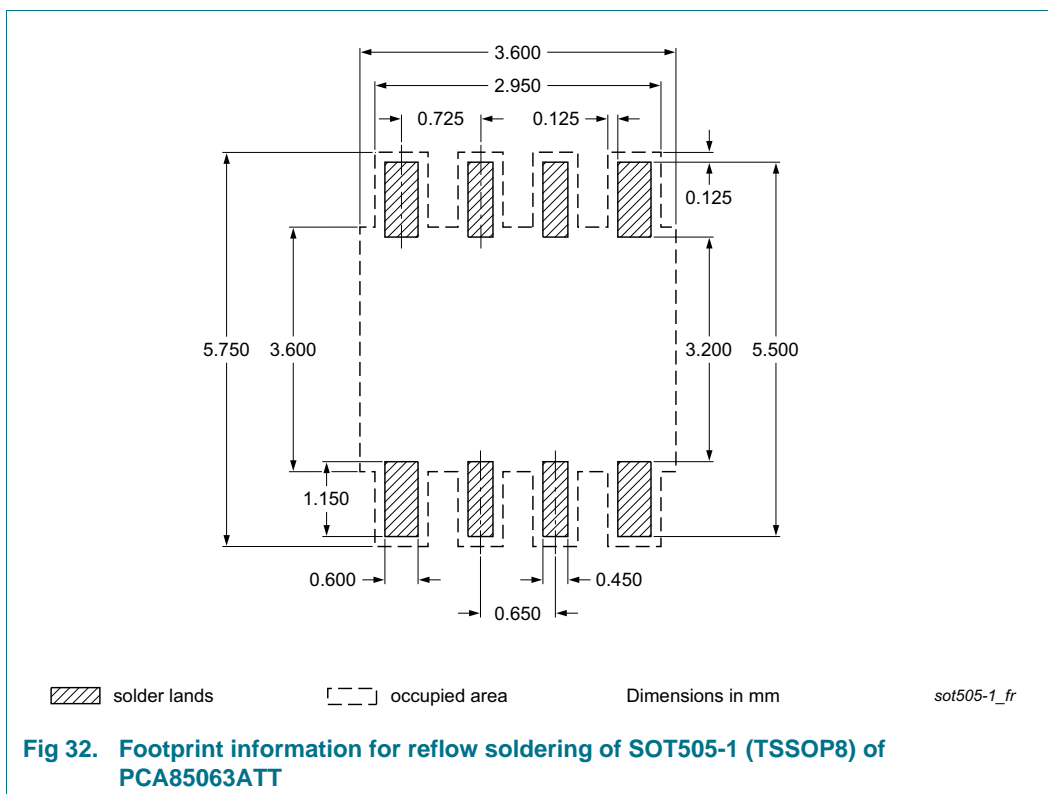 3.600
2.950
0.725 0.125
0.125
5.750 3.600 3.200 5.500
1.150
0.600 0.450
0.650
solder lands occupied area Dimensions in mm sot505-1_fr
Fig 32. Footprint information for reflow soldering of SOT505-1 (TSSOP8) of
PCA85063ATT